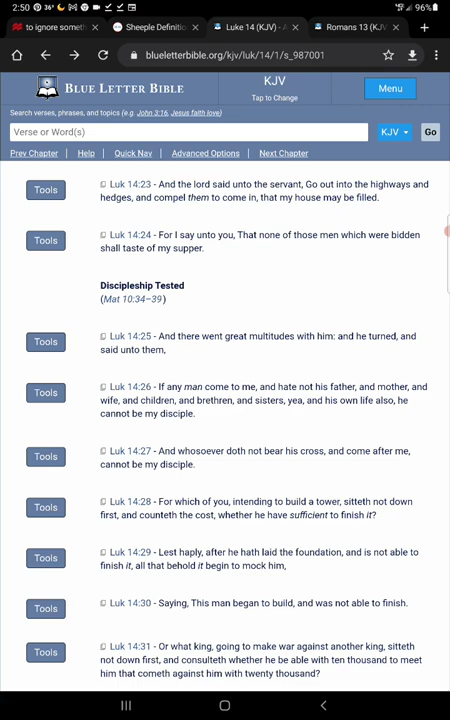 2:50
36°
96%
to ignore someth
Sheeple Definitio
Luke 14 (KJV) - A
Romans 13 (KJV
blueletterbible.org/kjv/luk/14/1/s_987001
BLUE LETTER BIBLE
KJV
Tap to Change
Menu
Search verses, phrases, and topics (e.g. John 3:16, Jesus faith love)
Verse or Word(s)
KJV
Go
Prev Chapter | Help | Quick Nav | Advanced Options | Next Chapter
Tools
Luk 14:23 - And the lord said unto the servant, Go out into the highways and
hedges, and compel them to come in, that my house may be filled.
Tools
Luk 14:24 - For I say unto you, That none of those men which were bidden
shall taste of my supper.
Discipleship Tested
(Mat 10:34–39)
Tools
Luk 14:25 - And there went great multitudes with him: and he turned, and
said unto them,
Tools
Luk 14:26 - If any man come to me, and hate not his father, and mother, and
wife, and children, and brethren, and sisters, yea, and his own life also, he
cannot be my disciple.
Tools
Luk 14:27 - And whosoever doth not bear his cross, and come after me,
cannot be my disciple.
Tools
Luk 14:28 - For which of you, intending to build a tower, sitteth not down
first, and counteth the cost, whether he have sufficient to finish it?
Tools
Luk 14:29 - Lest haply, after he hath laid the foundation, and is not able to
finish it, all that behold it begin to mock him,
Tools
Luk 14:30 - Saying, This man began to build, and was not able to finish.
Tools
Luk 14:31 - Or what king, going to make war against another king, sitteth
not down first, and consulteth whether he be able with ten thousand to meet
him that cometh against him with twenty thousand?